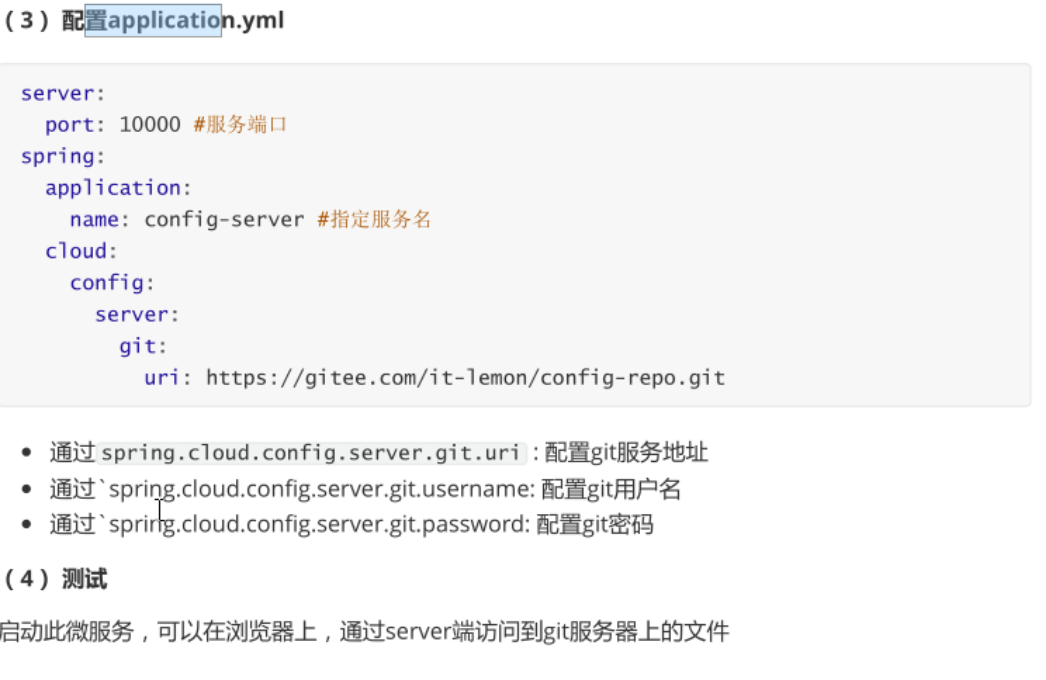 （3）配置application.yml
server:
  port: 10000 #服务端口
spring:
  application:
    name: config-server #指定服务名
  cloud:
    config:
      server:
        git:
          uri: https://gitee.com/it-lemon/config-repo.git
• 通过 spring.cloud.config.server.git.uri : 配置git服务地址
• 通过`spring.cloud.config.server.git.username: 配置git用户名
• 通过`spring.cloud.config.server.git.password: 配置git密码
（4）测试
启动此微服务，可以在浏览器上，通过server端访问到git服务器上的文件